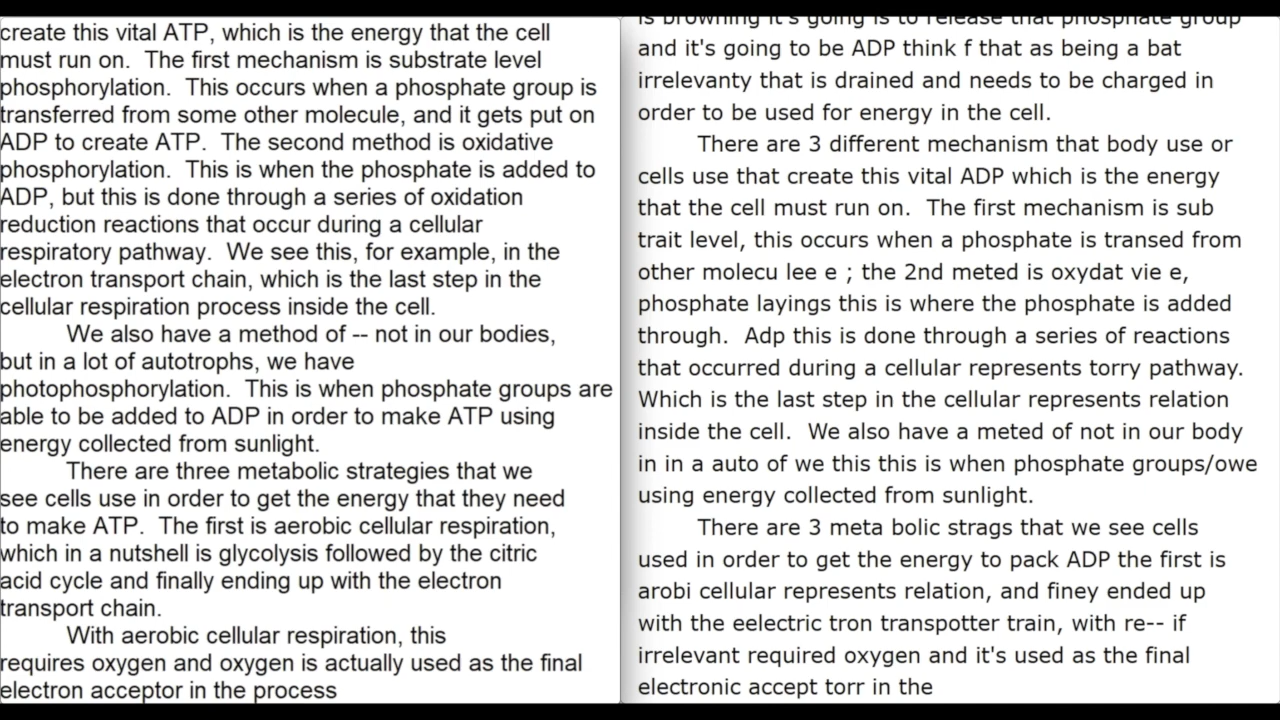 create this vital ATP, which is the energy that the cell
must run on.  The first mechanism is substrate level
phosphorylation.  This occurs when a phosphate group is
transferred from some other molecule, and it gets put on
ADP to create ATP.  The second method is oxidative
phosphorylation.  This is when the phosphate is added to
ADP, but this is done through a series of oxidation
reduction reactions that occur during a cellular
respiratory pathway.  We see this, for example, in the
electron transport chain, which is the last step in the
cellular respiration process inside the cell.
We also have a method of -- not in our bodies,
but in a lot of autotrophs, we have
photophosphorylation.  This is when phosphate groups are
able to be added to ADP in order to make ATP using
energy collected from sunlight.
There are three metabolic strategies that we
see cells use in order to get the energy that they need
to make ATP.  The first is aerobic cellular respiration,
which in a nutshell is glycolysis followed by the citric
acid cycle and finally ending up with the electron
transport chain.
With aerobic cellular respiration, this
requires oxygen and oxygen is actually used as the final
electron acceptor in the process
is browning it's going is to release that phosphate group
and it's going to be ADP think f that as being a bat
irrelevanty that is drained and needs to be charged in
order to be used for energy in the cell.
There are 3 different mechanism that body use or
cells use that create this vital ADP which is the energy
that the cell must run on.  The first mechanism is sub
trait level, this occurs when a phosphate is transed from
other molecu lee e ; the 2nd meted is oxydat vie e,
phosphate layings this is where the phosphate is added
through.  Adp this is done through a series of reactions
that occurred during a cellular represents torry pathway.
Which is the last step in the cellular represents relation
inside the cell.  We also have a meted of not in our body
in in a auto of we this this is when phosphate groups/owe
using energy collected from sunlight.
There are 3 meta bolic strags that we see cells
used in order to get the energy to pack ADP the first is
arobi cellular represents relation, and finey ended up
with the eelectric tron transpotter train, with re-- if
irrelevant required oxygen and it's used as the final
electronic accept torr in the